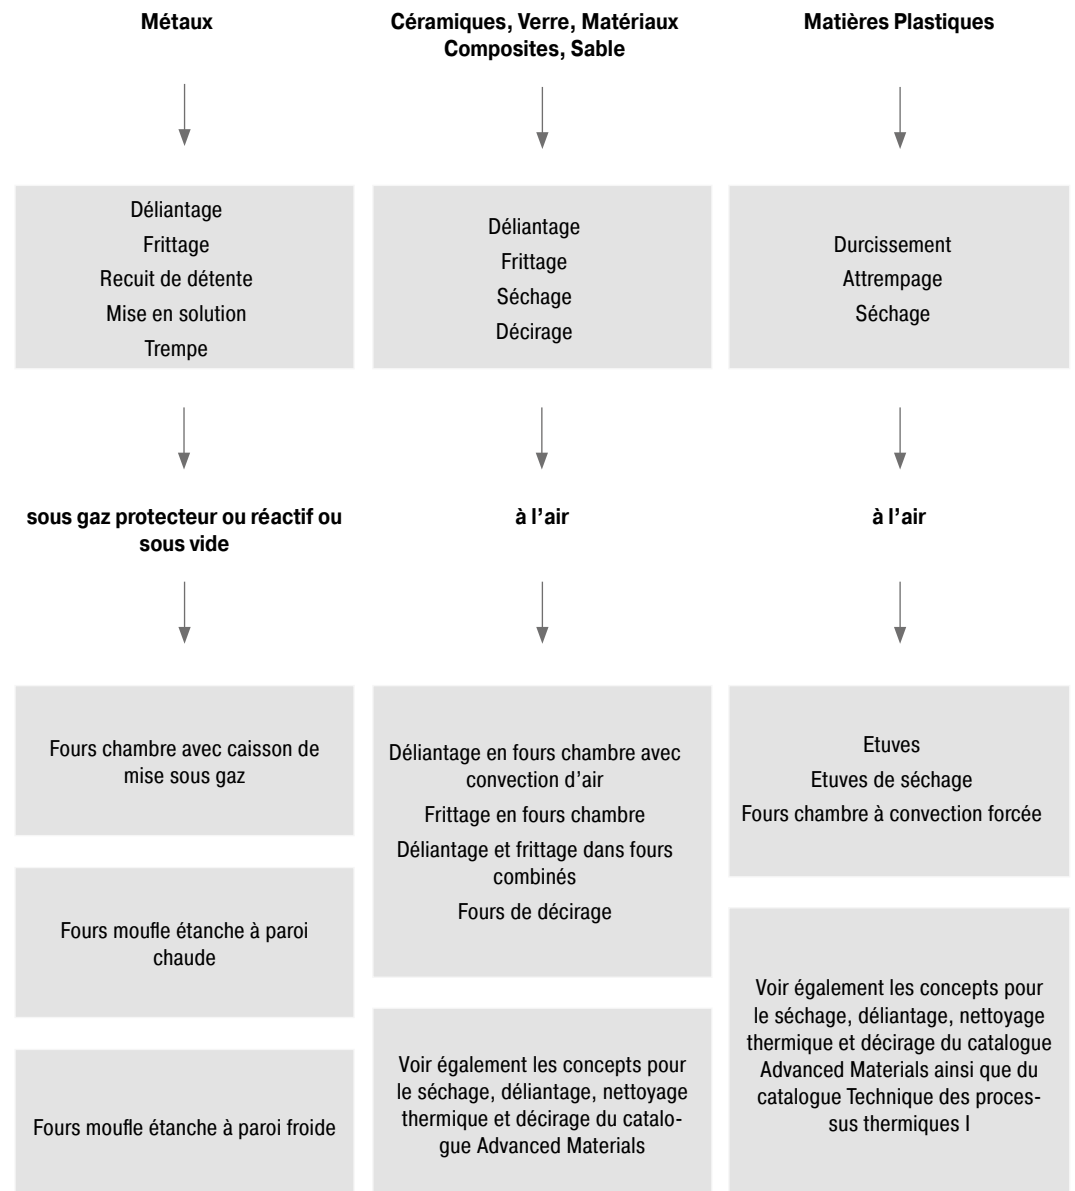 Métaux
Déliantage
Frittage
Recuit de détente
Mise en solution
Trempe
sous gaz protecteur ou réactif ou
sous vide
Fours chambre avec caisson de
mise sous gaz
Fours moufle étanche à paroi
chaude
Fours moufle étanche à paroi froide
Céramiques, Verre, Matériaux
Composites, Sable
Déliantage
Frittage
Séchage
Décirage
à l’air
Déliantage en fours chambre avec
convection d’air
Frittage en fours chambre
Déliantage et frittage dans fours
combinés
Fours de décirage
Voir également les concepts pour
le séchage, déliantage, nettoyage
thermique et décirage du catalo-
gue Advanced Materials
Matières Plastiques
Durcissement
Attrempage
Séchage
à l’air
Etuves
Etuves de séchage
Fours chambre à convection forcée
Voir également les concepts pour
le séchage, déliantage, nettoyage
thermique et décirage du catalogue
Advanced Materials ainsi que du
catalogue Technique des proces-
sus thermiques I